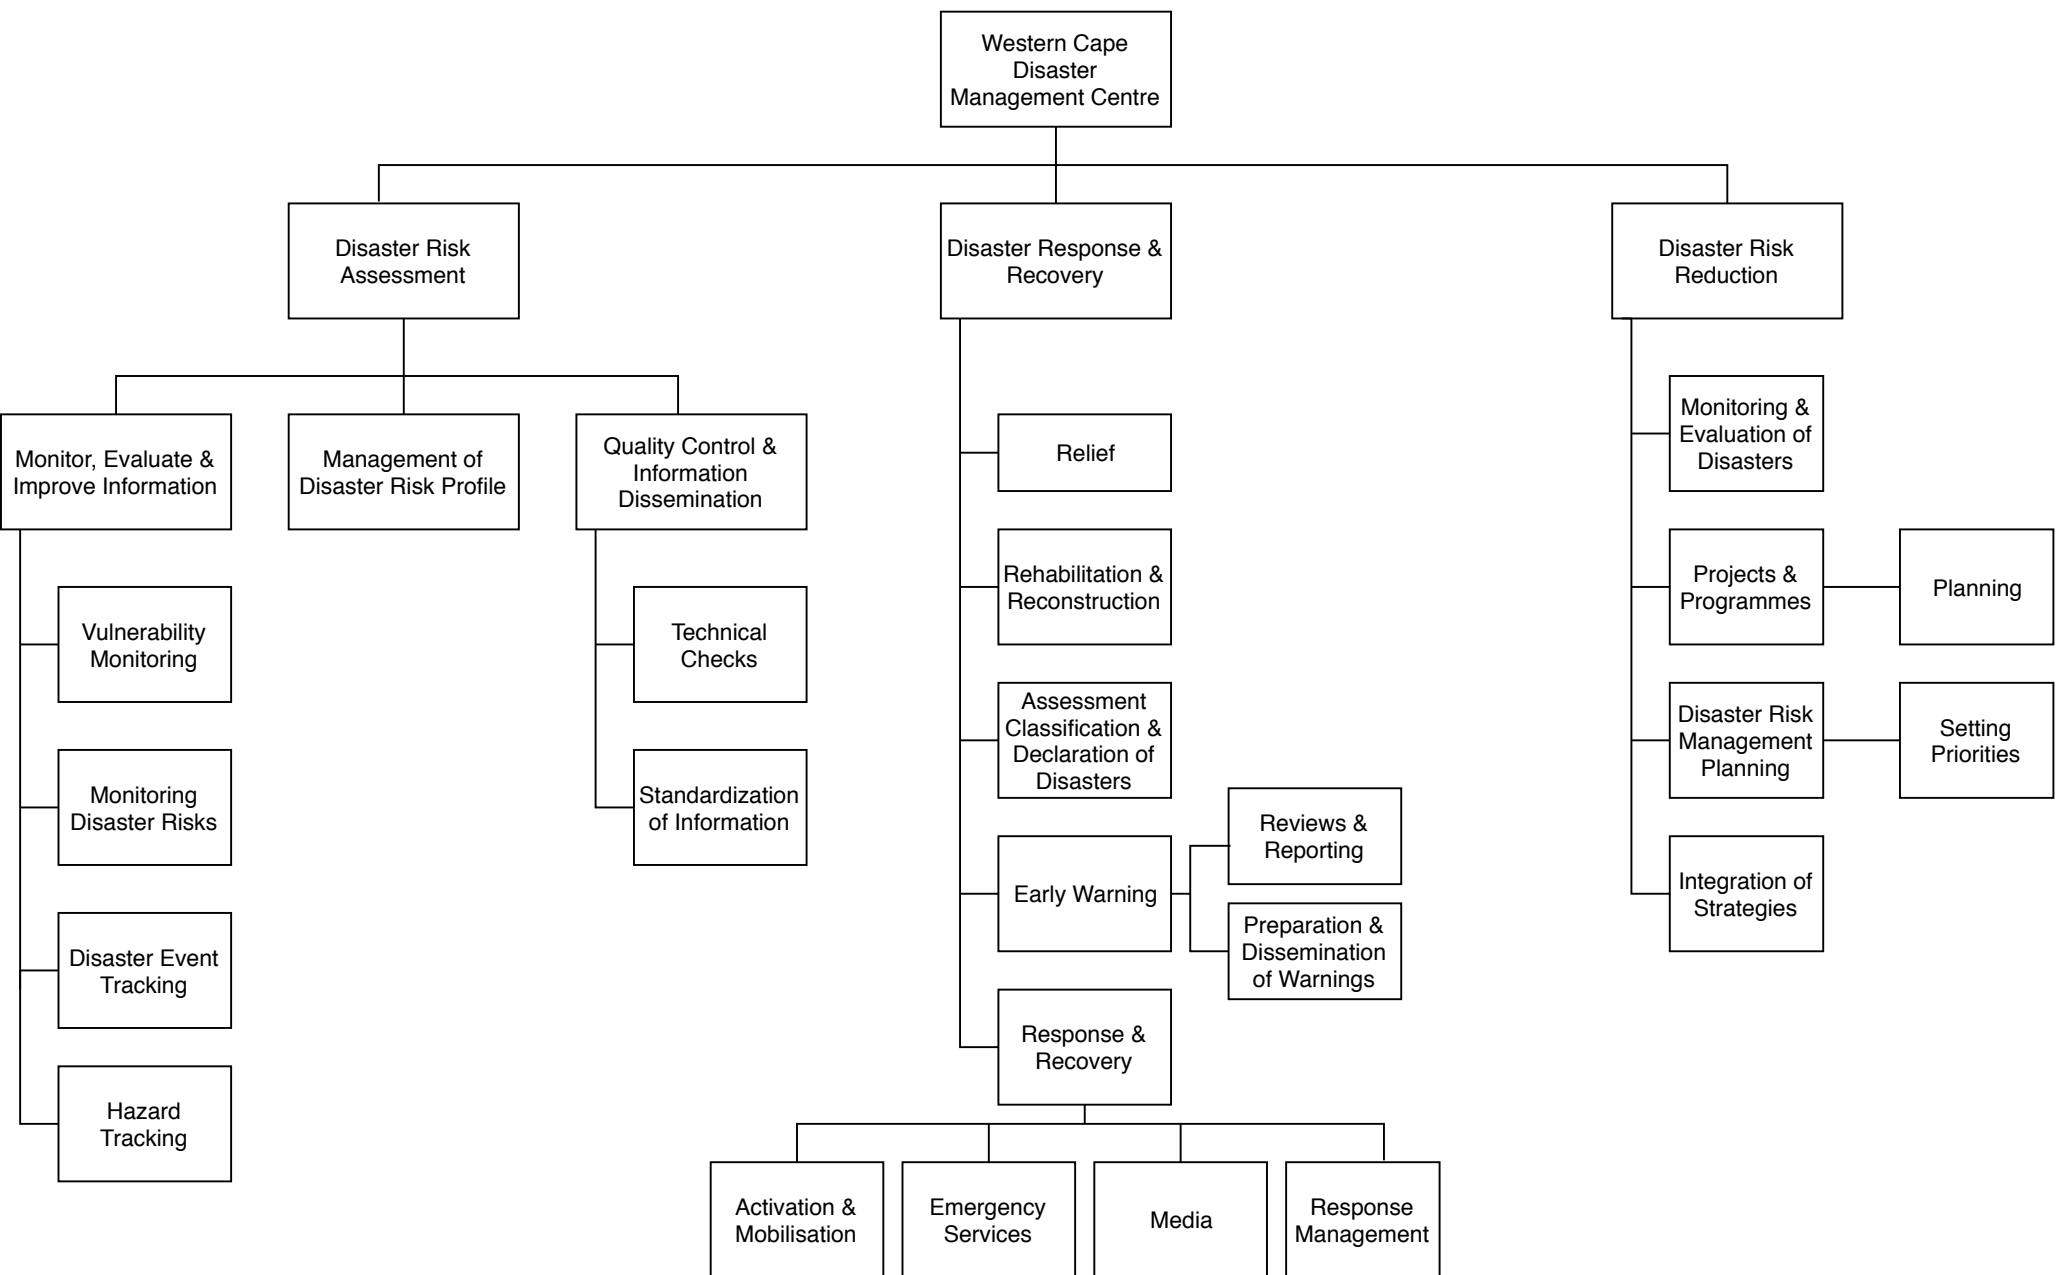 Western Cape
Disaster
Management Centre
Disaster Risk
Assessment
Disaster Response &
Recovery
Disaster Risk
Reduction
Monitor, Evaluate &
Improve Information
Management of
Disaster Risk Profile
Quality Control &
Information
Dissemination
Vulnerability
Monitoring
Monitoring
Disaster Risks
Disaster Event
Tracking
Hazard
Tracking
Technical
Checks
Standardization
of Information
Relief
Rehabilitation &
Reconstruction
Assessment
Classification &
Declaration of
Disasters
Early Warning
Reviews &
Reporting
Preparation &
Dissemination
of Warnings
Response &
Recovery
Activation &
Mobilisation
Emergency
Services
Media
Response
Management
Monitoring &
Evaluation of
Disasters
Projects &
Programmes
Planning
Disaster Risk
Management
Planning
Setting
Priorities
Integration of
Strategies